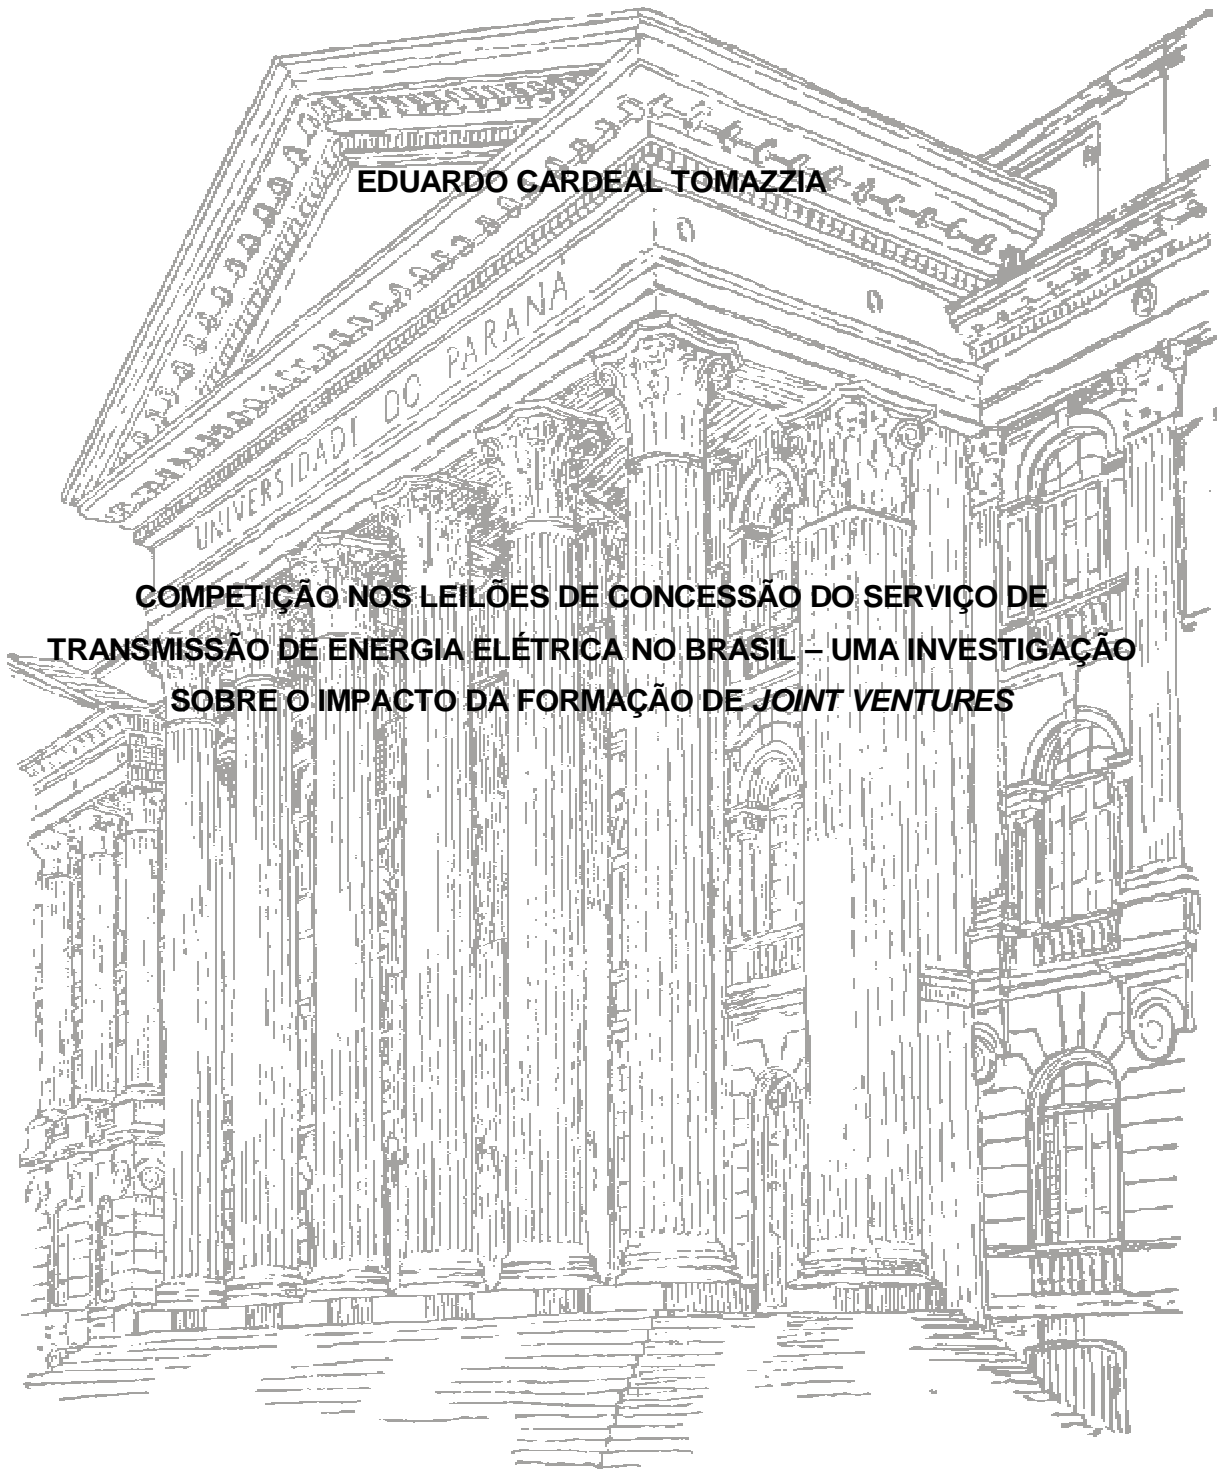 EDUARDO CARDEAL TOMAZZIA
UNIVERSIDADE DO PARANÁ
COMPETIÇÃO NOS LEILÕES DE CONCESSÃO DO SERVIÇO DE
TRANSMISSÃO DE ENERGIA ELÉTRICA NO BRASIL – UMA INVESTIGAÇÃO
SOBRE O IMPACTO DA FORMAÇÃO DE JOINT VENTURES